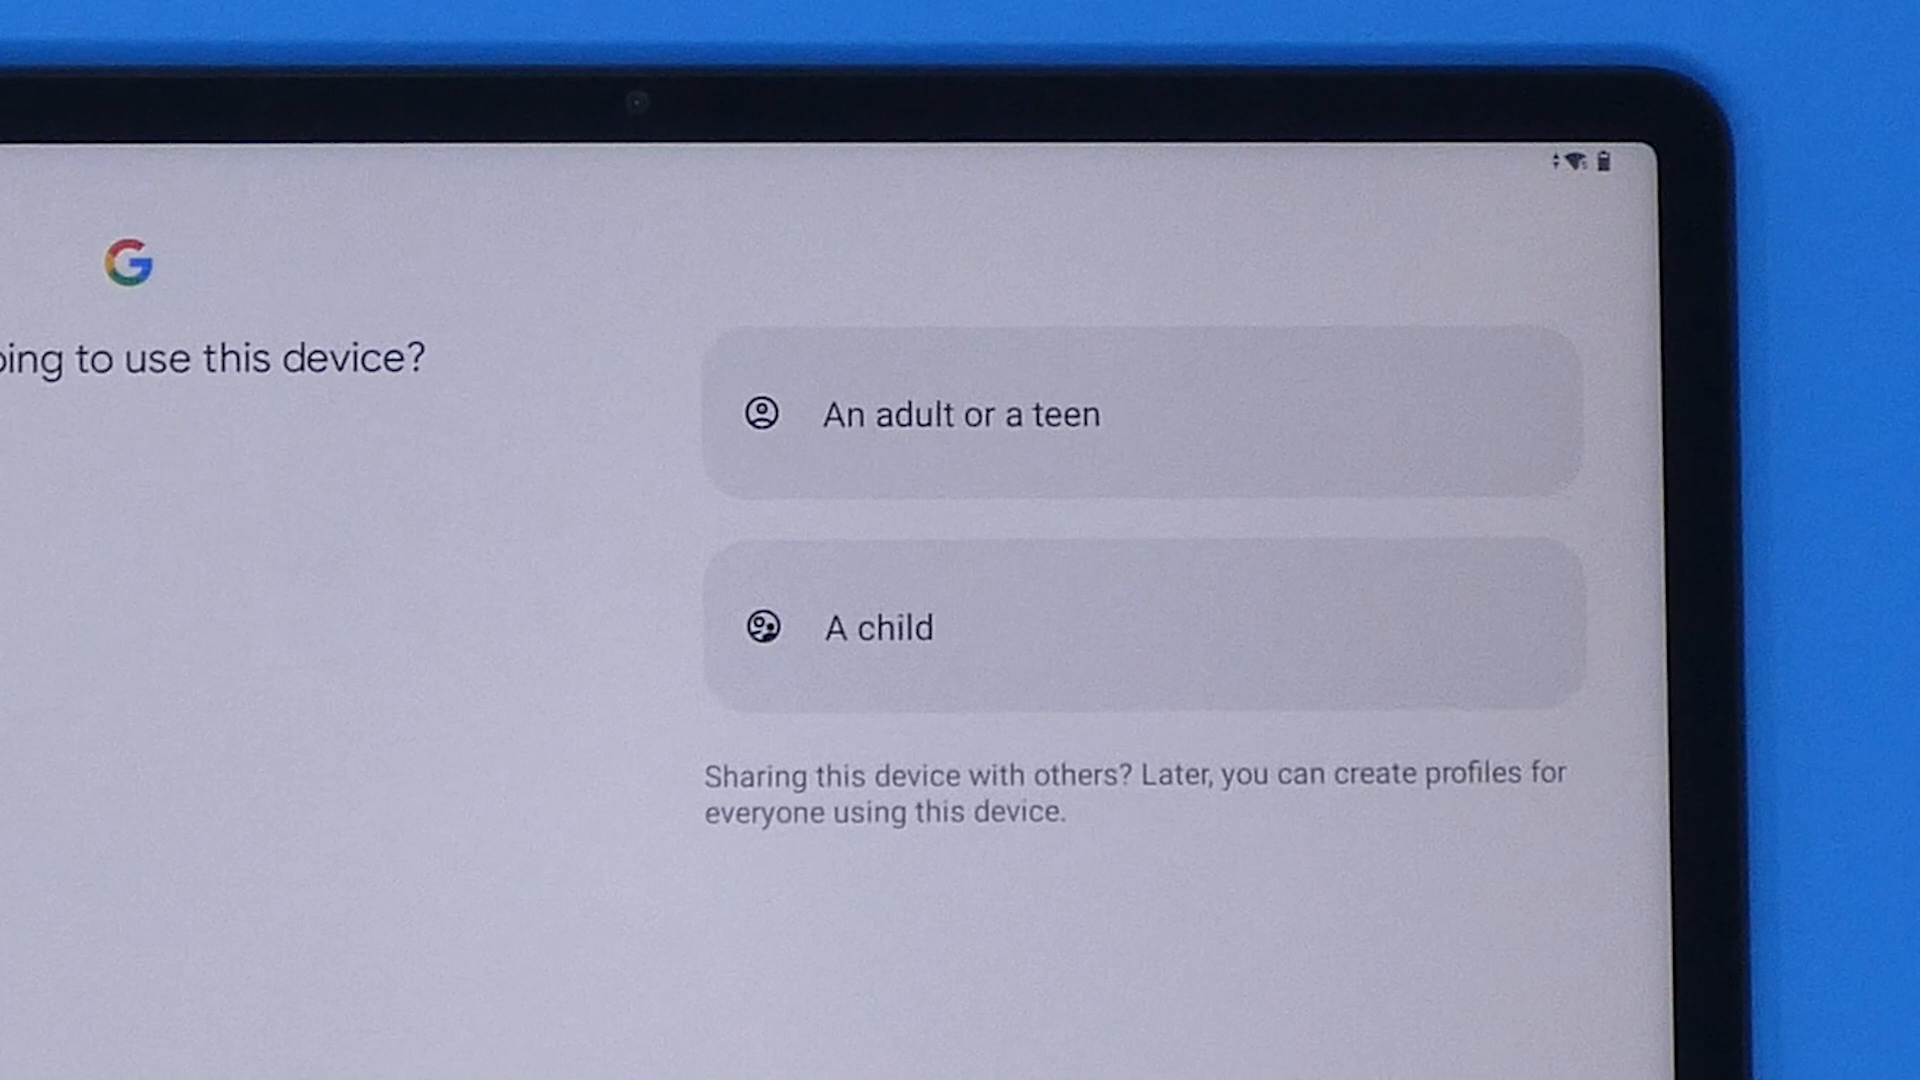 to use this device?
An adult or a teen
A child
Sharing this device with others? Later, you can create profiles for
everyone using this device.